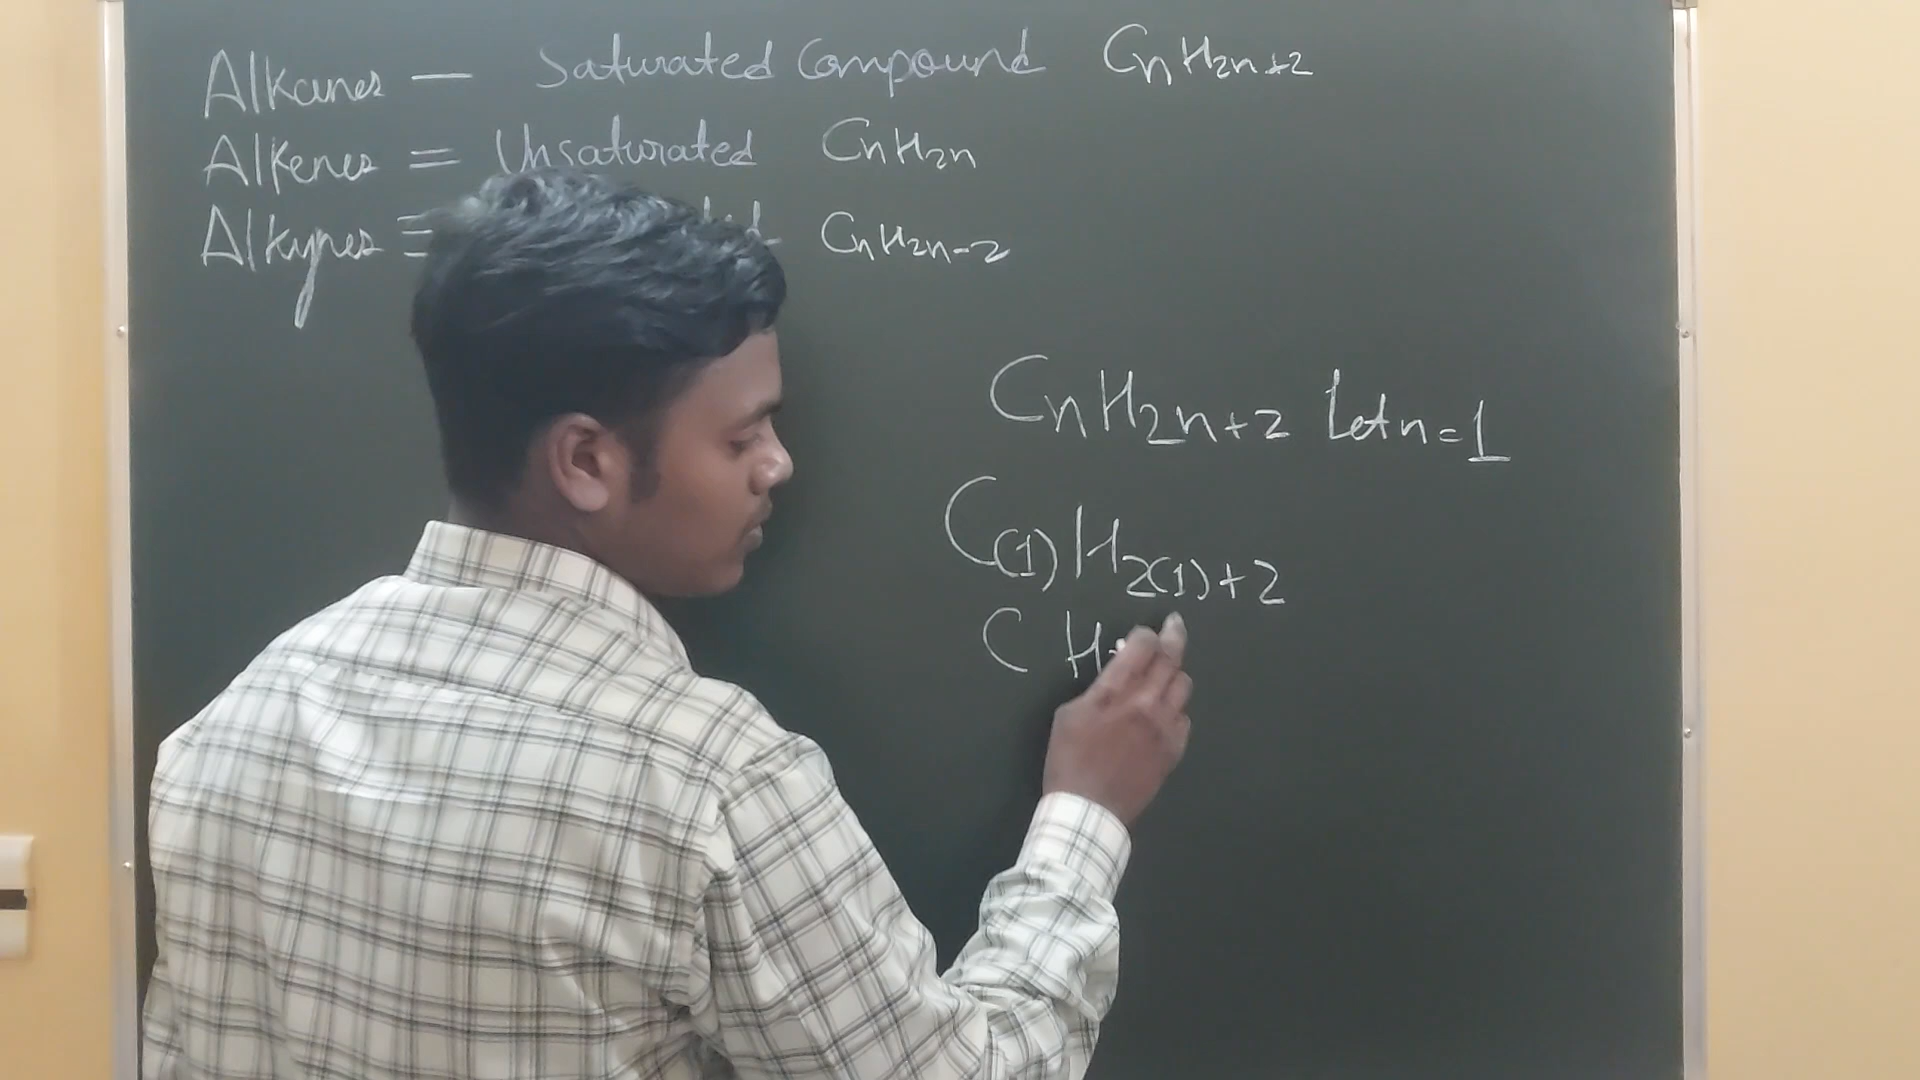 Alkanes — Saturated Compound CnH2n+2
Alkenes = Unsaturated CnH2n
Alkynes ≡ CnH2n-2
CnH2n+2 Let n=1
C(1)H2(1)+2
C H